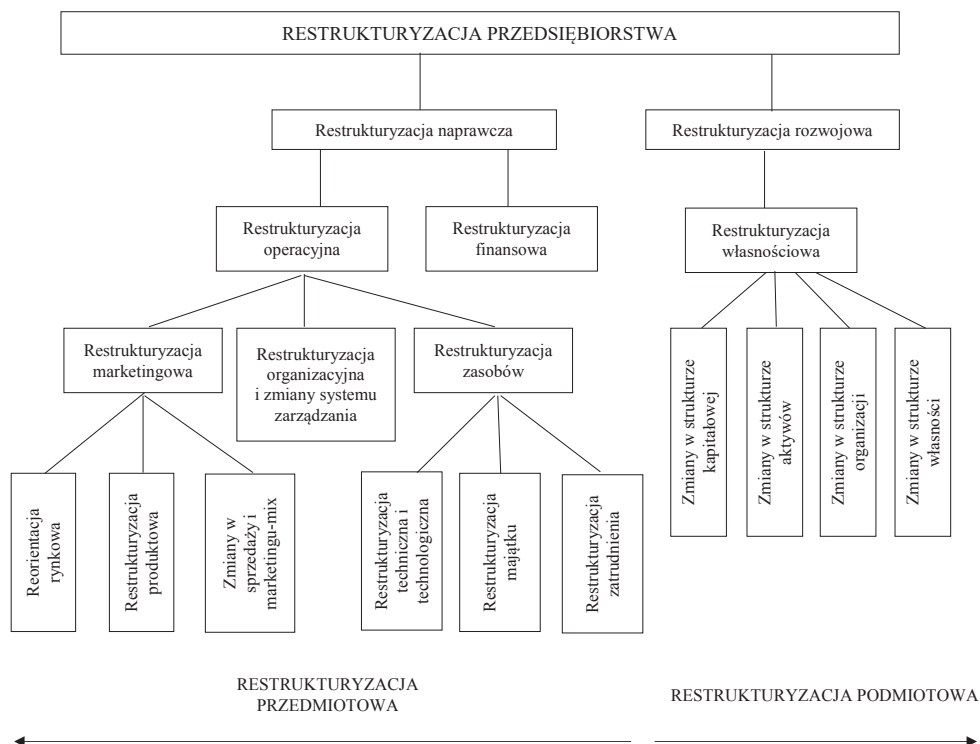 RESTRUKTURYZACJA PRZEDSIĘBIORSTWA
Restrukturyzacja naprawcza
Restrukturyzacja rozwojowa
Restrukturyzacja
operacyjna
Restrukturyzacja
finansowa
Restrukturyzacja
własnościowa
Restrukturyzacja
marketingowa
Restrukturyzacja
organizacyjna
i zmiany systemu
zarządzania
Restrukturyzacja
zasobów
Zmiany w strukturze
kapitałowej
Zmiany w strukturze
aktywów
Zmiany w strukturze
organizacji
Zmiany w strukturze
własności
Reorientacja
rynkowa
Restrukturyzacja
produktowa
Zmiany w
sprzedaży i
marketingu-mix
Restrukturyzacja
techniczna i
technologiczna
Restrukturyzacja
majątku
Restrukturyzacja
zatrudnienia
RESTRUKTURYZACJA
PRZEDMIOTOWA
RESTRUKTURYZACJA PODMIOTOWA